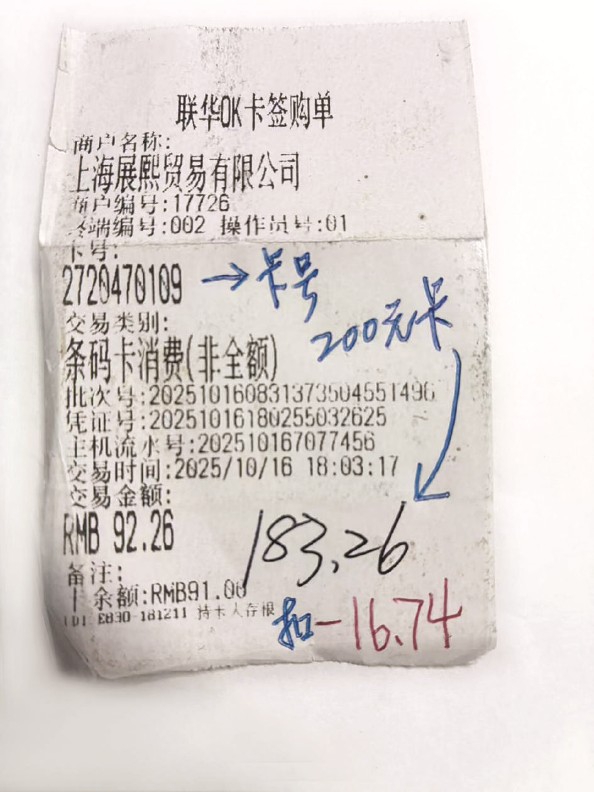 联华OK卡签购单
商户名称:
上海展熙贸易有限公司
商户编号:17726
终端编号:002 操作员号:01
卡号:
2720470109 → 卡号
200元卡
交易类别:
条码卡消费(非全额)
批次号:202510160831373504551496
凭证号:20251016180255032625
主机流水号:202510167077456
交易时间:2025/10/16 18:03:17
交易金额:
RMB 92.26
183.26
备注:
卡余额:RMB91.00
扣-16.74
E890-181211 持卡人存根